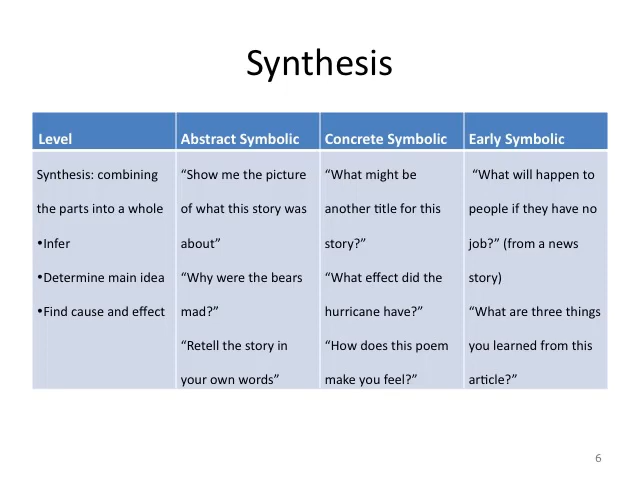 Synthesis
Level
Abstract Symbolic
Concrete Symbolic
Early Symbolic
Synthesis: combining
the parts into a whole
•Infer
•Determine main idea
•Find cause and effect
“Show me the picture
of what this story was
about”
“Why were the bears
mad?”
“Retell the story in
your own words”
“What might be
another title for this
story?”
“What effect did the
hurricane have?”
“How does this poem
make you feel?”
“What will happen to
people if they have no
job?” (from a news
story)
“What are three things
you learned from this
article?”
6